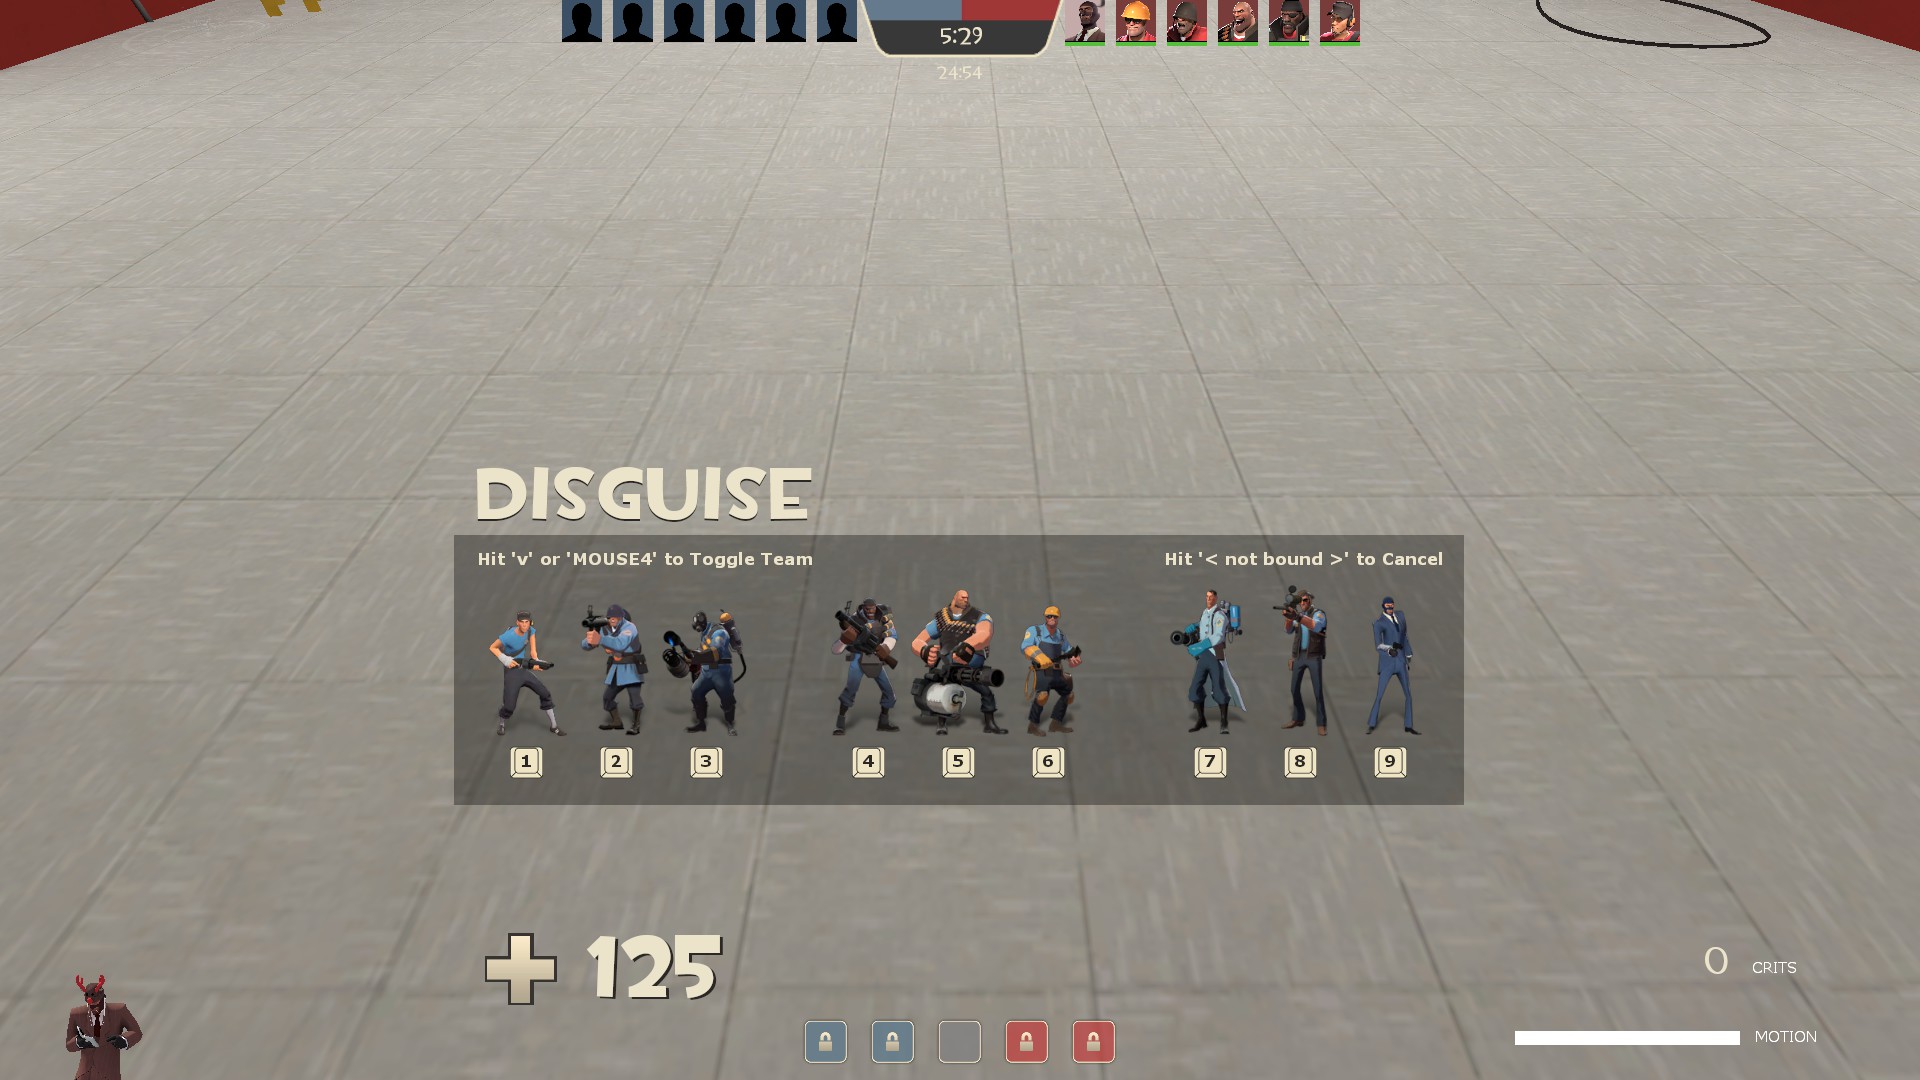 5:29
24:54
DISGUISE
Hit 'v' or 'MOUSE4' to Toggle Team
Hit '< not bound >' to Cancel
1 2 3 4 5 6 7 8 9
125
0 CRITS
MOTION